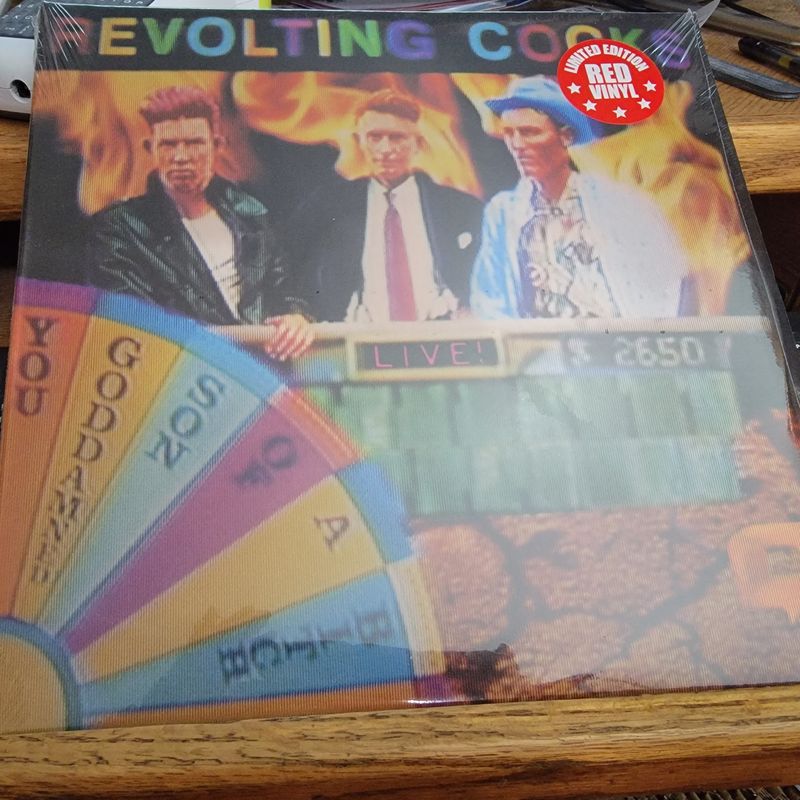 REVOLTING COCKS
LIMITED EDITION
RED
VINYL
LIVE!
$ 2650
YOU
GODDAMNED
SON
OF
A
BITCH